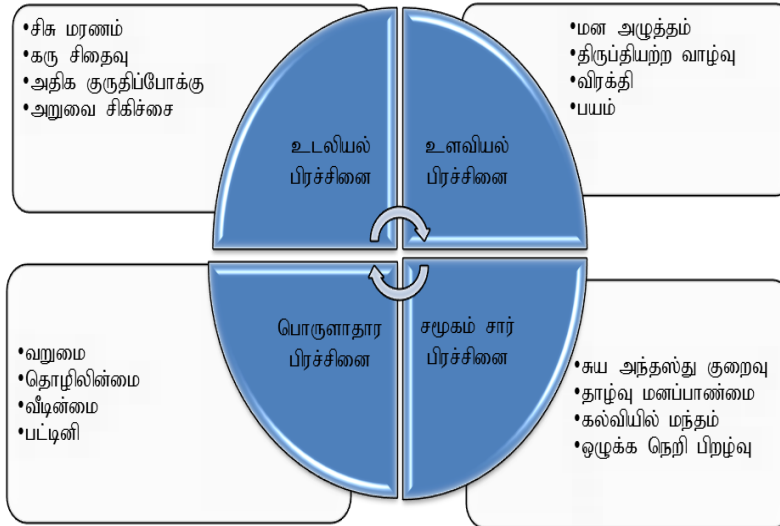 •சிசு மரணம்
•கரு சிதைவு
•அதிக குருதிப்போக்கு
•அறுவை சிகிச்சை
•மன அழுத்தம்
•திருப்தியற்ற வாழ்வு
•விரக்தி
•பயம்
உடலியல்
பிரச்சினை
உளவியல்
பிரச்சினை
பொருளாதார
பிரச்சினை
சமூகம் சார்
பிரச்சினை
•வறுமை
•தொழிலின்மை
•வீடின்மை
•பட்டினி
•சுய அந்தஸ்து குறைவு
•தாழ்வு மனப்பாண்மை
•கல்வியில் மந்தம்
•ஒழுக்க நெறி பிறழ்வு